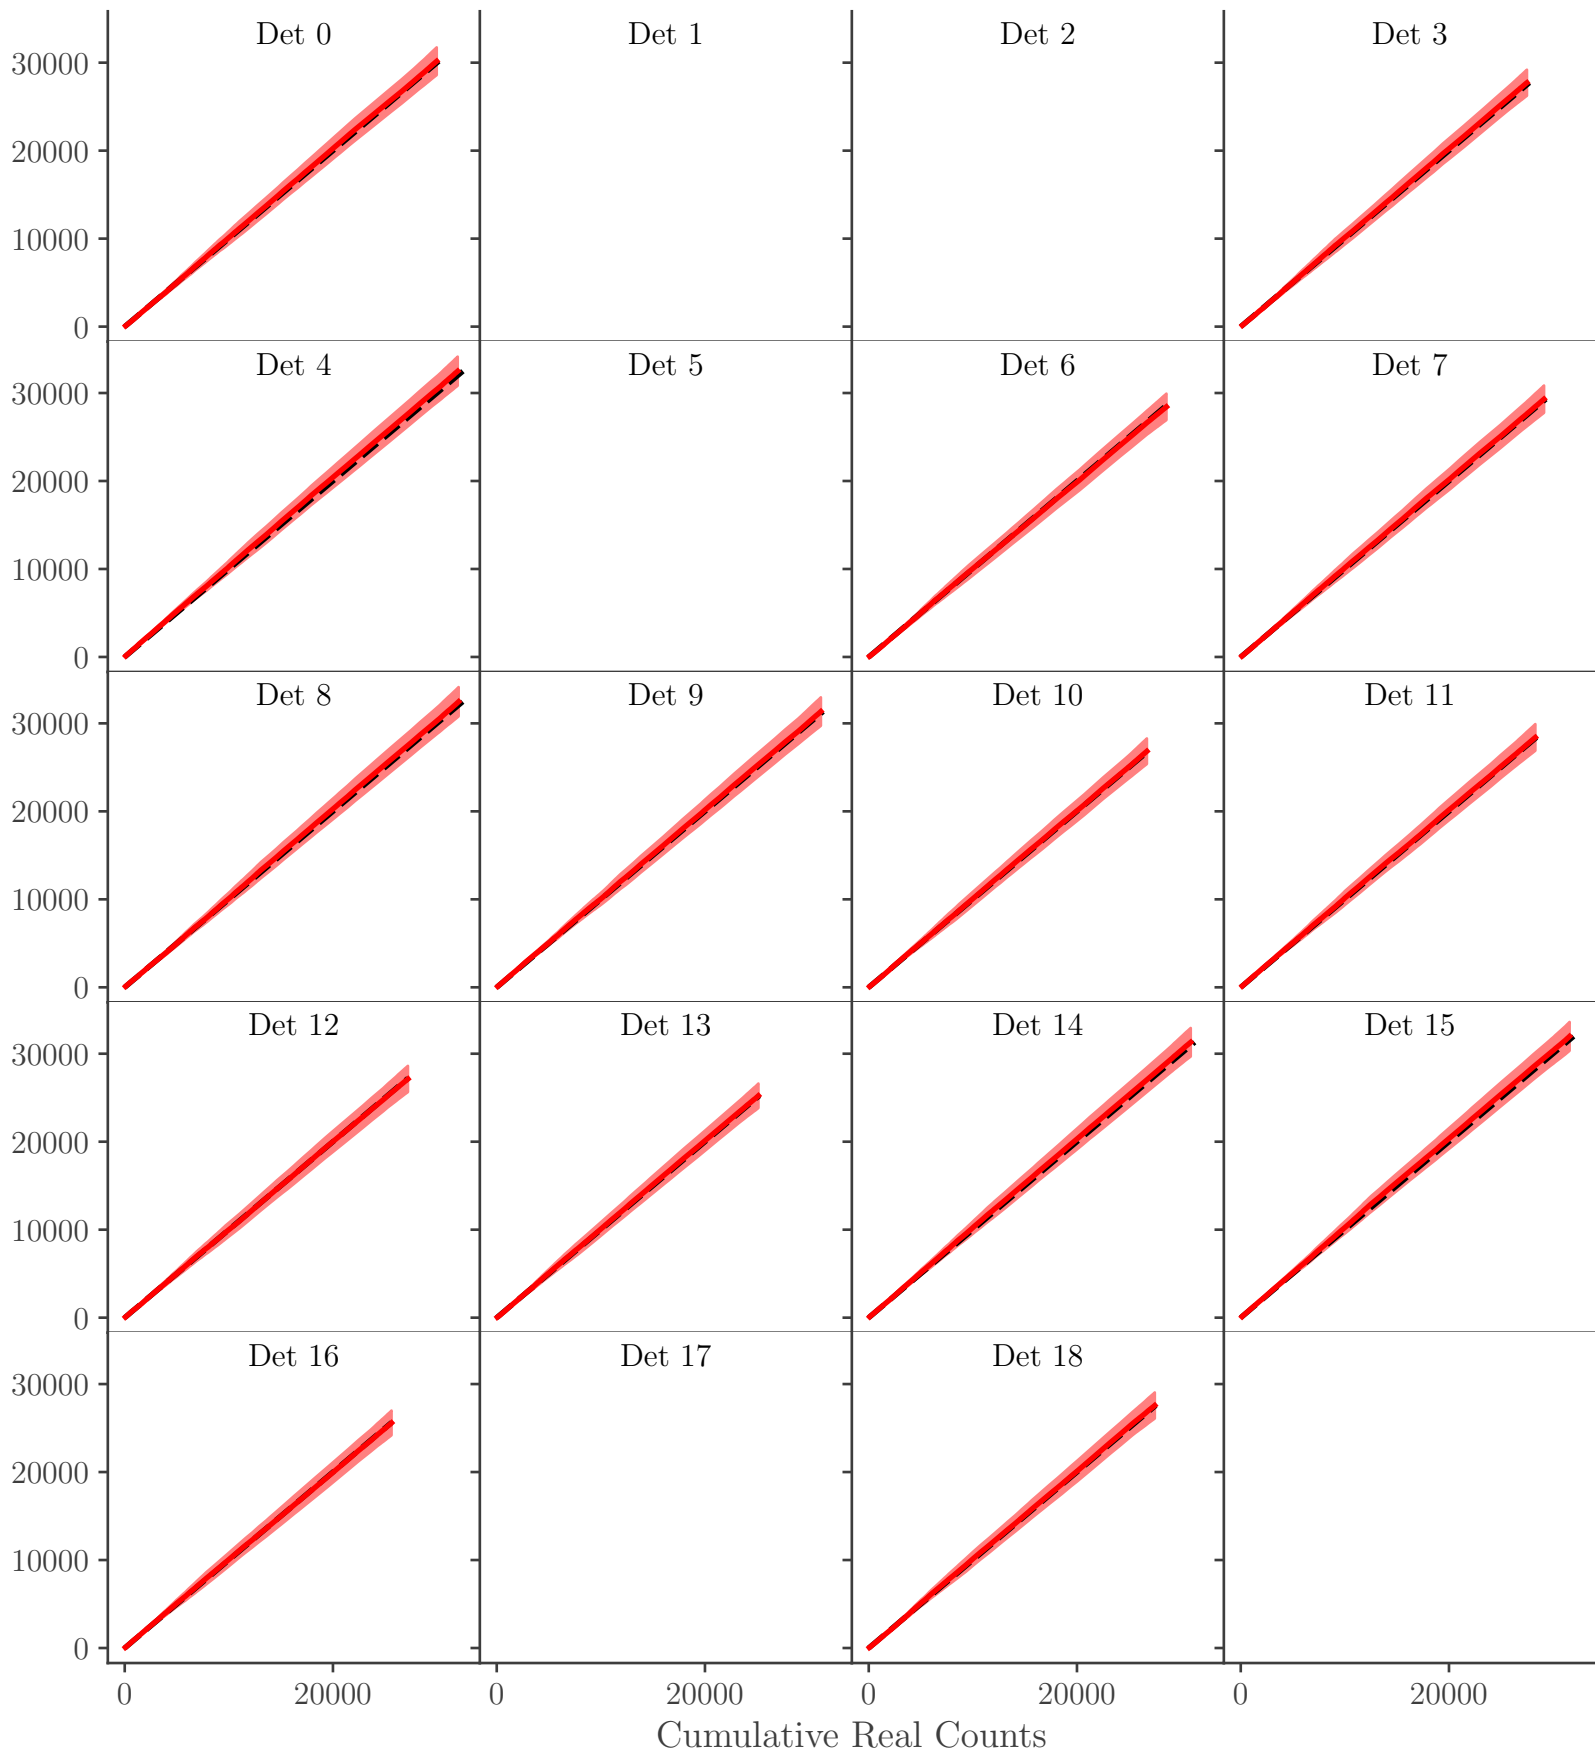 Det 0
Det 1
Det 2
Det 3
30000
20000
10000
0
Det 4
Det 5
Det 6
Det 7
30000
20000
10000
0
Det 8
Det 9
Det 10
Det 11
30000
20000
10000
0
Det 12
Det 13
Det 14
Det 15
30000
20000
10000
0
Det 16
Det 17
Det 18
30000
20000
10000
0
0 20000 0 20000 0 20000 0 20000
Cumulative Real Counts